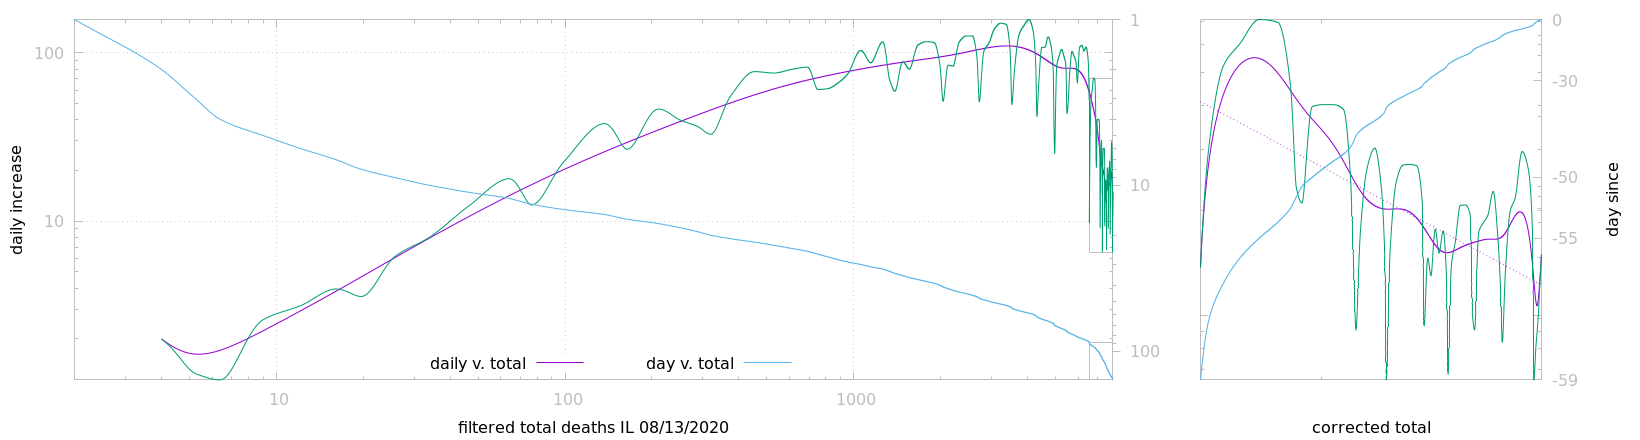 daily increase
100
10
10
100
1000
1
10
100
daily v. total
day v. total
filtered total deaths IL 08/13/2020
0
-30
-50
-55
-59
day since
corrected total